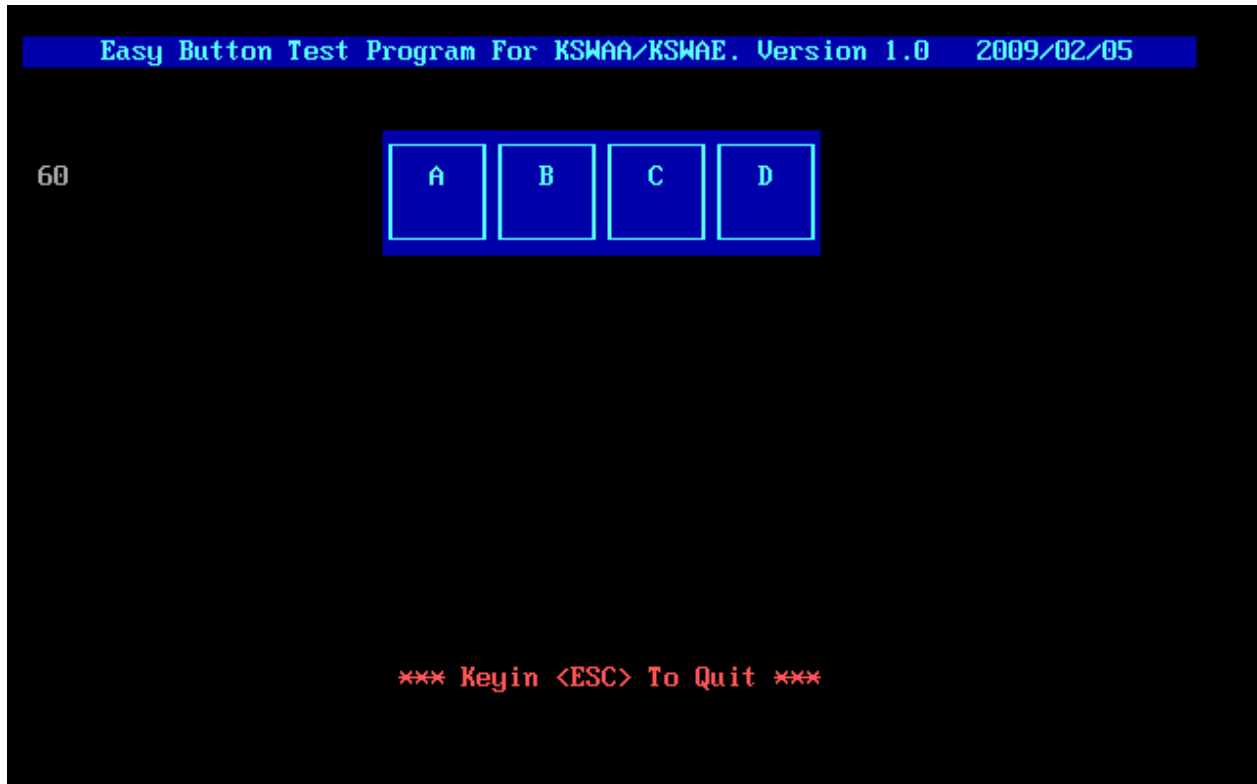 Easy Button Test Program For KSWAA/KSWAE. Version 1.0 2009/02/05
60 A B C D
*** Keyin <ESC> To Quit ***